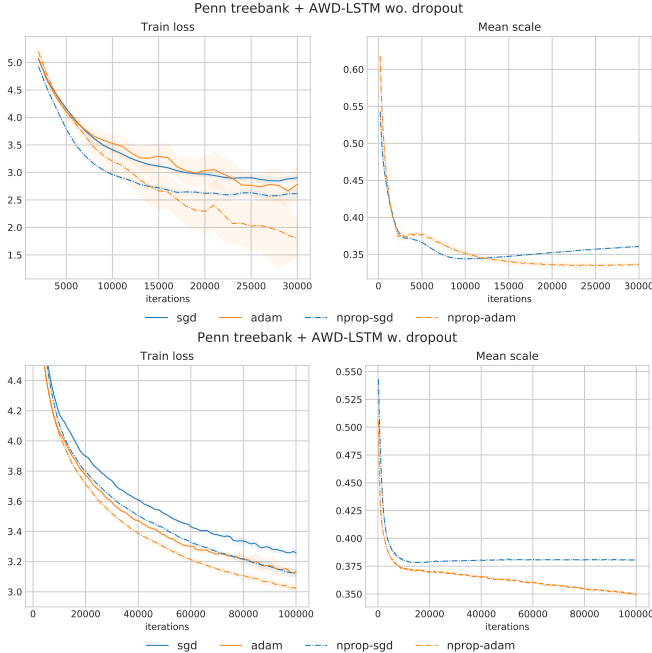 Penn treebank + AWD-LSTM wo. dropout
Train loss
Mean scale
5.0
4.5
4.0
3.5
3.0
2.5
2.0
1.5
5000 10000 15000 20000 25000 30000
iterations
0.60
0.55
0.50
0.45
0.40
0.35
0 5000 10000 15000 20000 25000 30000
iterations
sgd adam nprop-sgd nprop-adam
Penn treebank + AWD-LSTM w. dropout
Train loss
Mean scale
4.4
4.2
4.0
3.8
3.6
3.4
3.2
3.0
0 20000 40000 60000 80000 100000
iterations
0.550
0.525
0.500
0.475
0.450
0.425
0.400
0.375
0.350
0 20000 40000 60000 80000 100000
iterations
sgd adam nprop-sgd nprop-adam